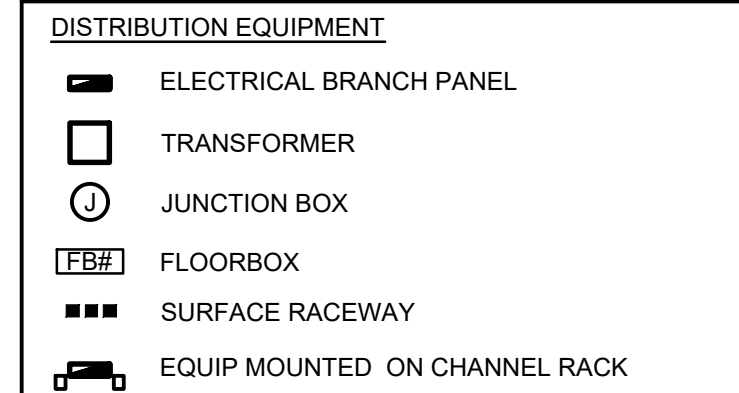 DISTRIBUTION EQUIPMENT
ELECTRICAL BRANCH PANEL
TRANSFORMER
J JUNCTION BOX
FB# FLOORBOX
SURFACE RACEWAY
EQUIP MOUNTED ON CHANNEL RACK